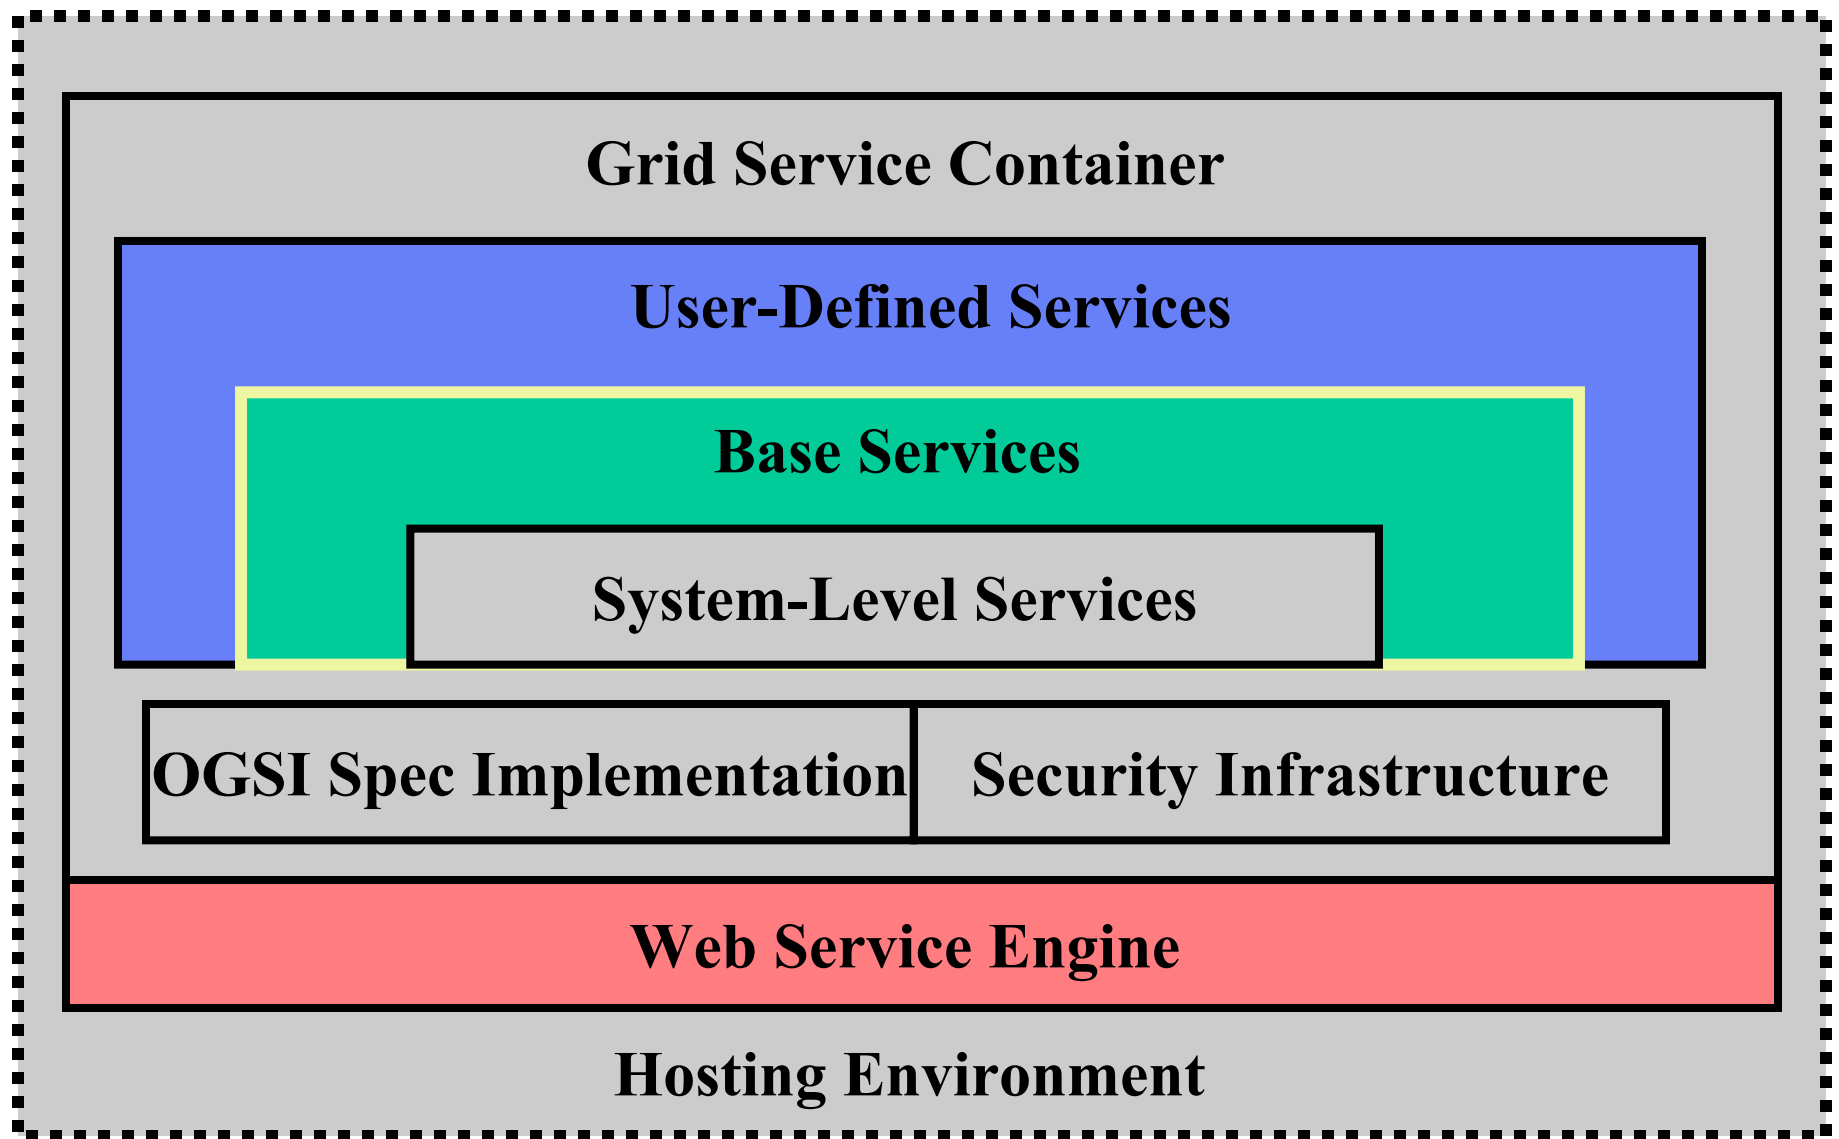 Grid Service Container
User-Defined Services
Base Services
System-Level Services
OGSI Spec Implementation
Security Infrastructure
Web Service Engine
Hosting Environment